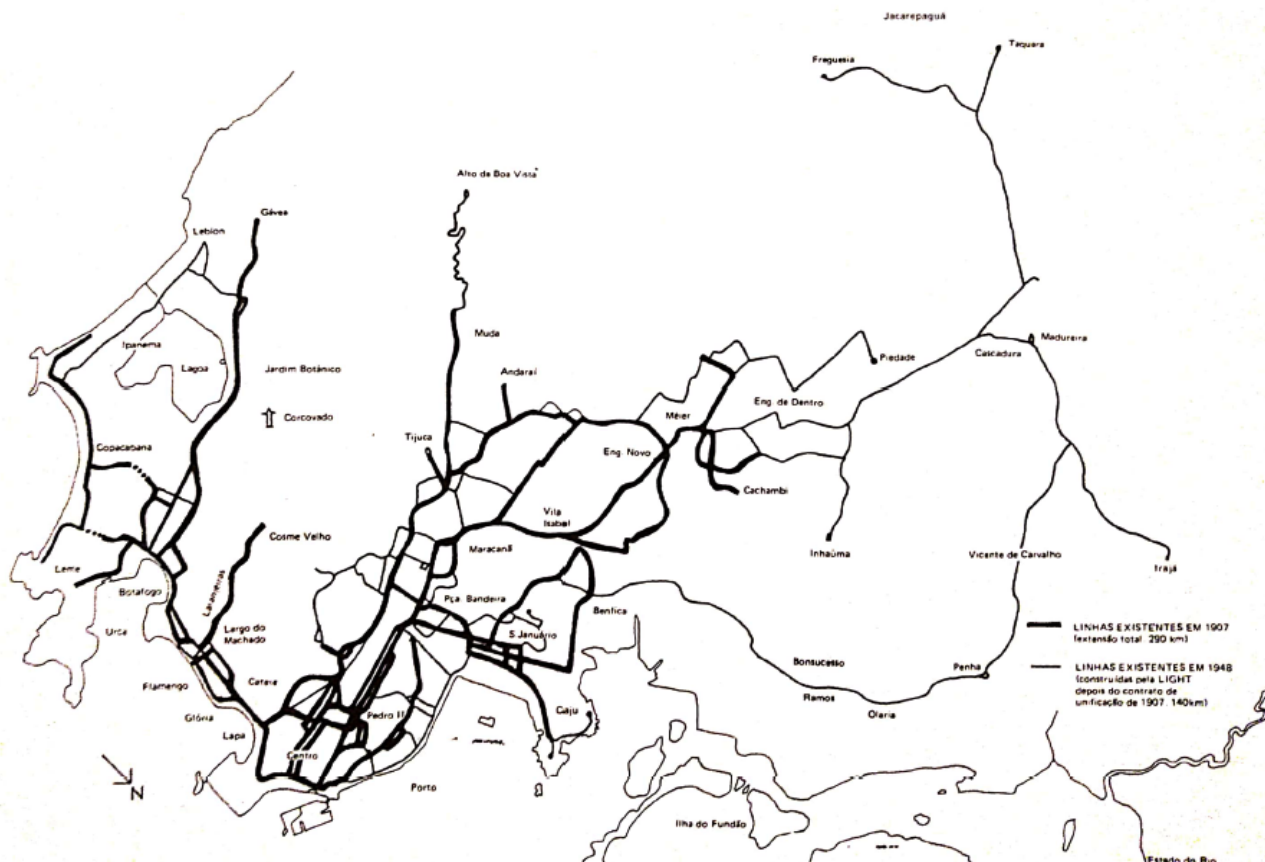 Jacarepaguá
Taquara
Freguesia
Alto da Boa Vista
Gávea
Leblon
Muda
Madureira
Ipanema
Cascadura
Piedade
Lagoa
Jardim Botânico
Andaraí
Eng. de Dentro
Méier
Corcovado
Tijuca
Copacabana
Eng. Novo
Cachambi
Vila
Isabel
Cosme Velho
Maracanã
Inhaúma
Vicente de Carvalho
Irajá
Leme
Botafogo
Laranjeiras
Pça Bandeira
Benfica
Urca
Largo do
Machado
S. Januário
LINHAS EXISTENTES EM 1907
(extensão total: 290 km)
Bonsucesso
Penha
LINHAS EXISTENTES EM 1948
(construídas pela LIGHT
depois do contrato de
unificação de 1907. 140km)
Flamengo
Catete
Ramos
Olaria
Glória
Pedro II
Caju
Lapa
Centro
N
Porto
Ilha do Fundão
Estado do Rio